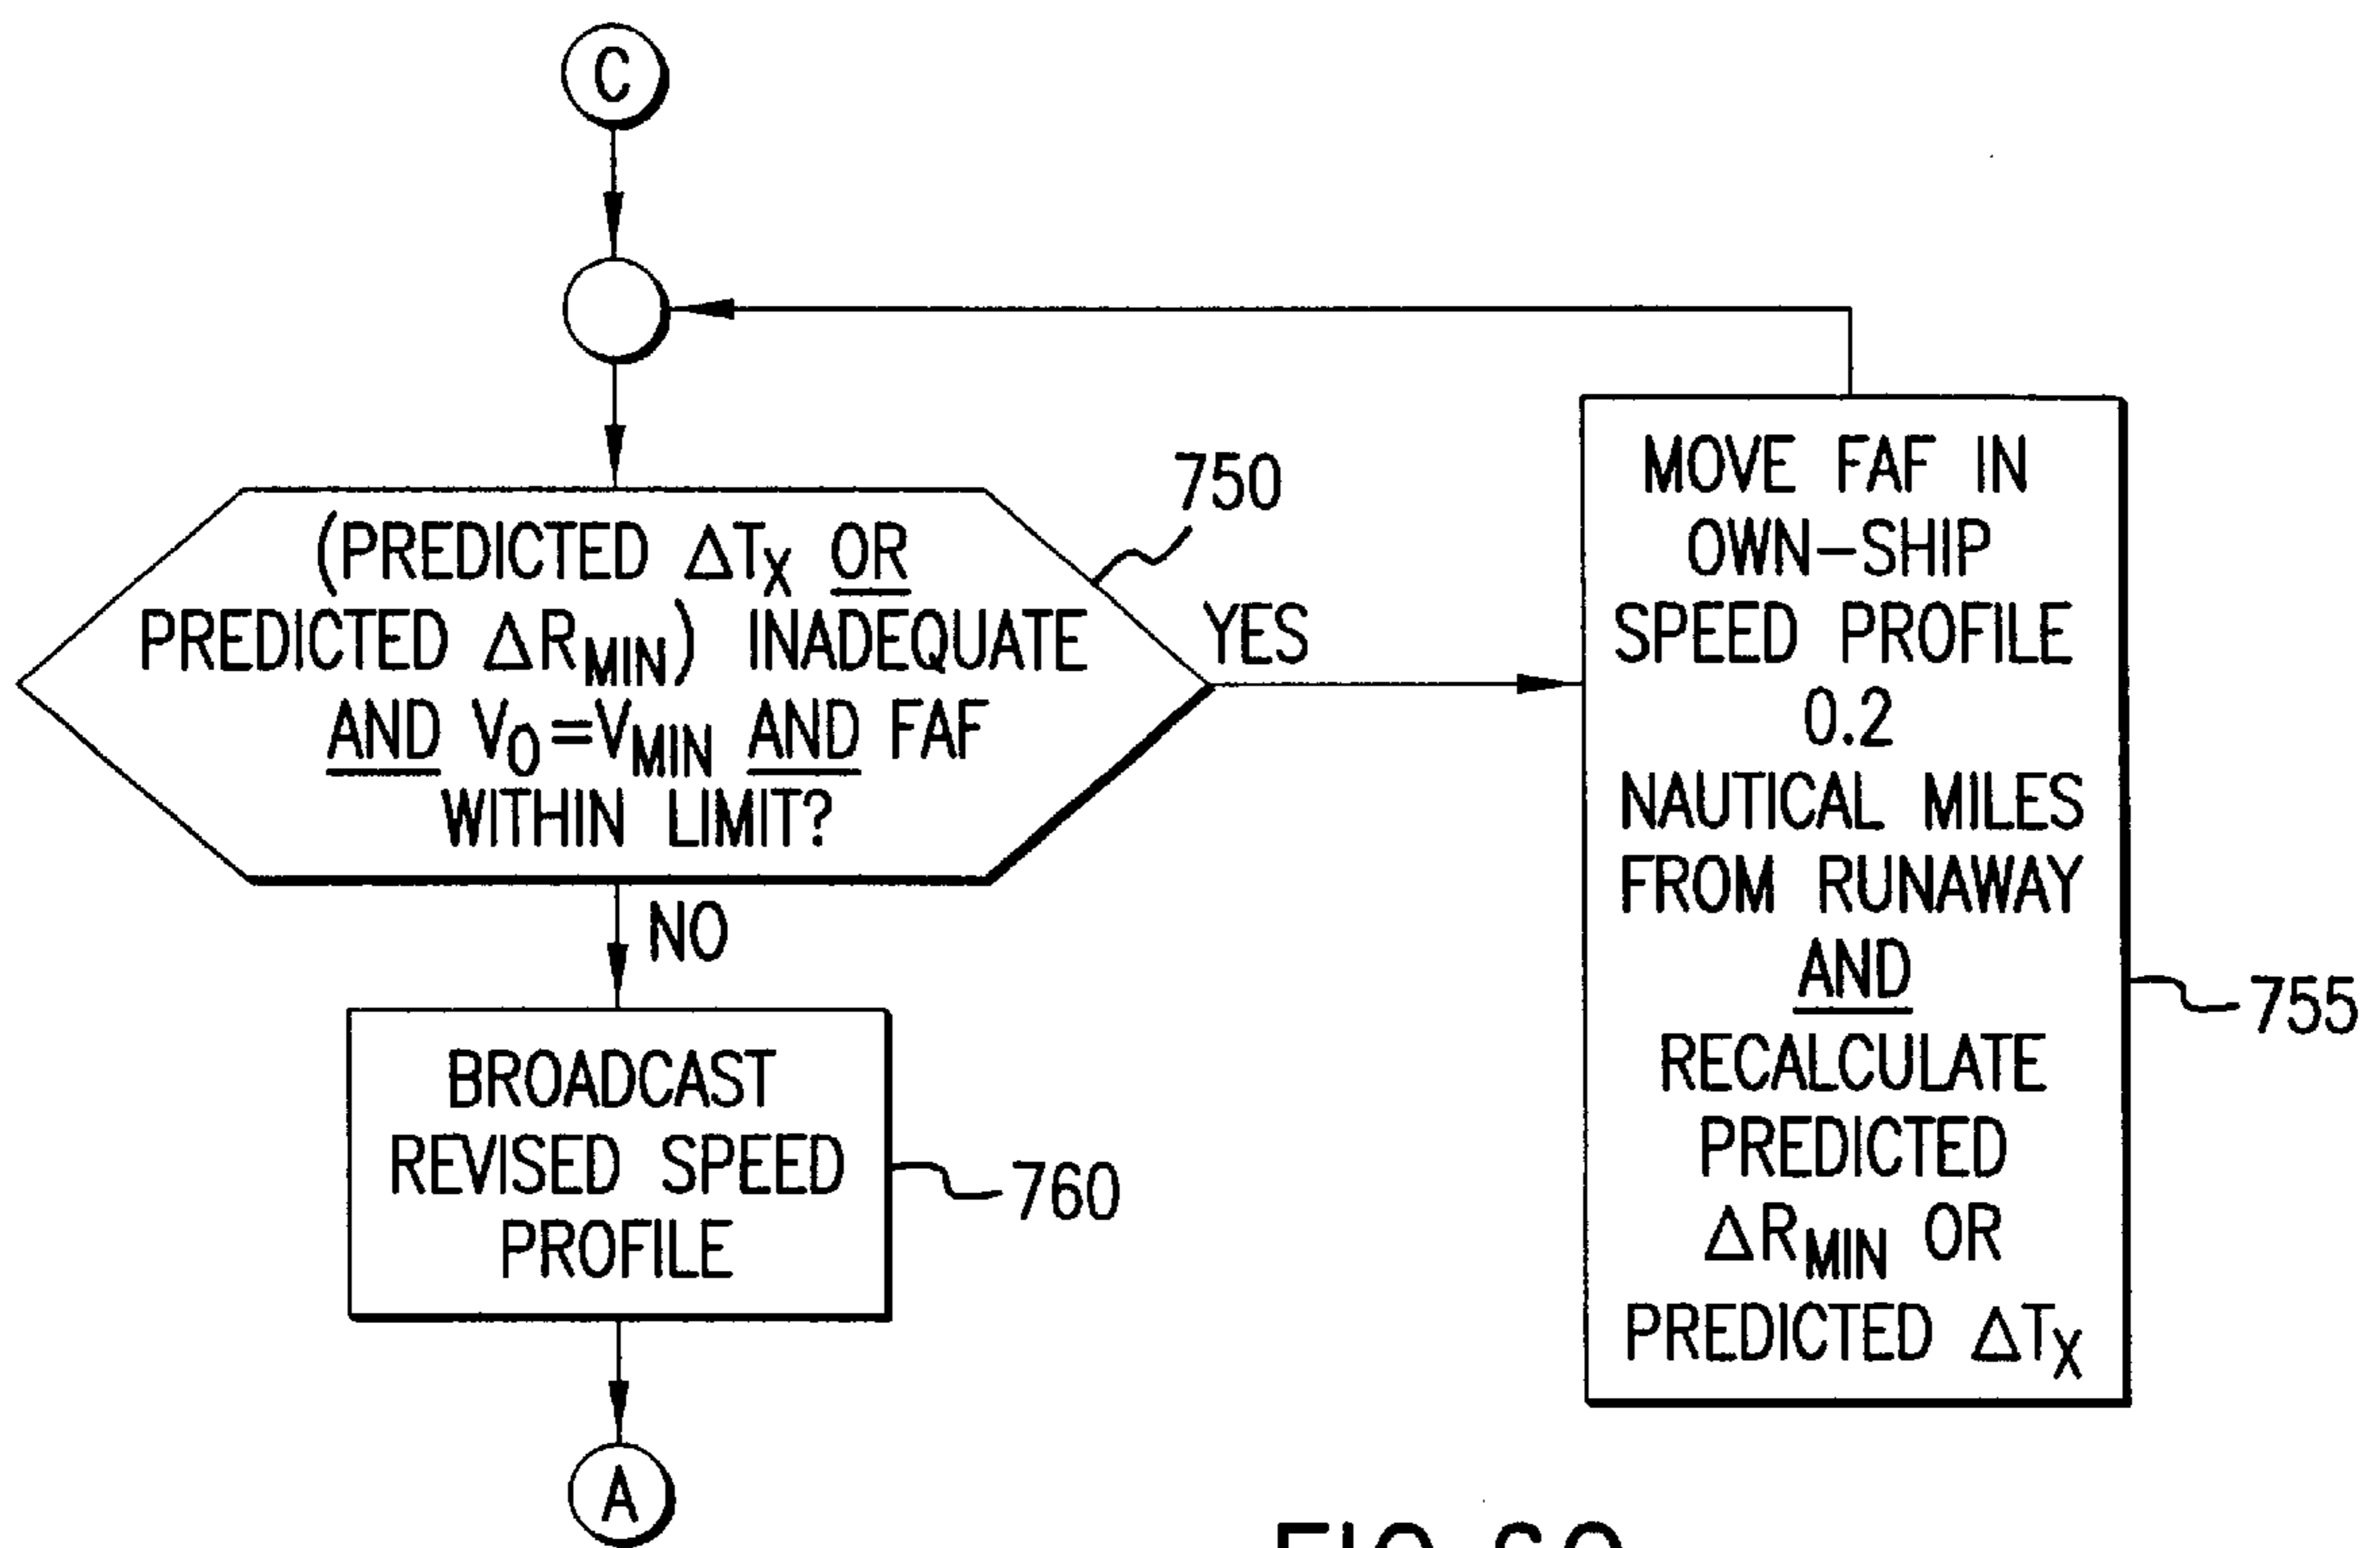 C
(PREDICTED ΔTX OR
PREDICTED ΔRMIN) INADEQUATE
AND VO=VMIN AND FAF
WITHIN LIMIT?
750
YES
NO
MOVE FAF IN
OWN-SHIP
SPEED PROFILE
0.2
NAUTICAL MILES
FROM RUNAWAY
AND
RECALCULATE
PREDICTED
ΔRMIN OR
PREDICTED ΔTX
755
BROADCAST
REVISED SPEED
PROFILE
760
A